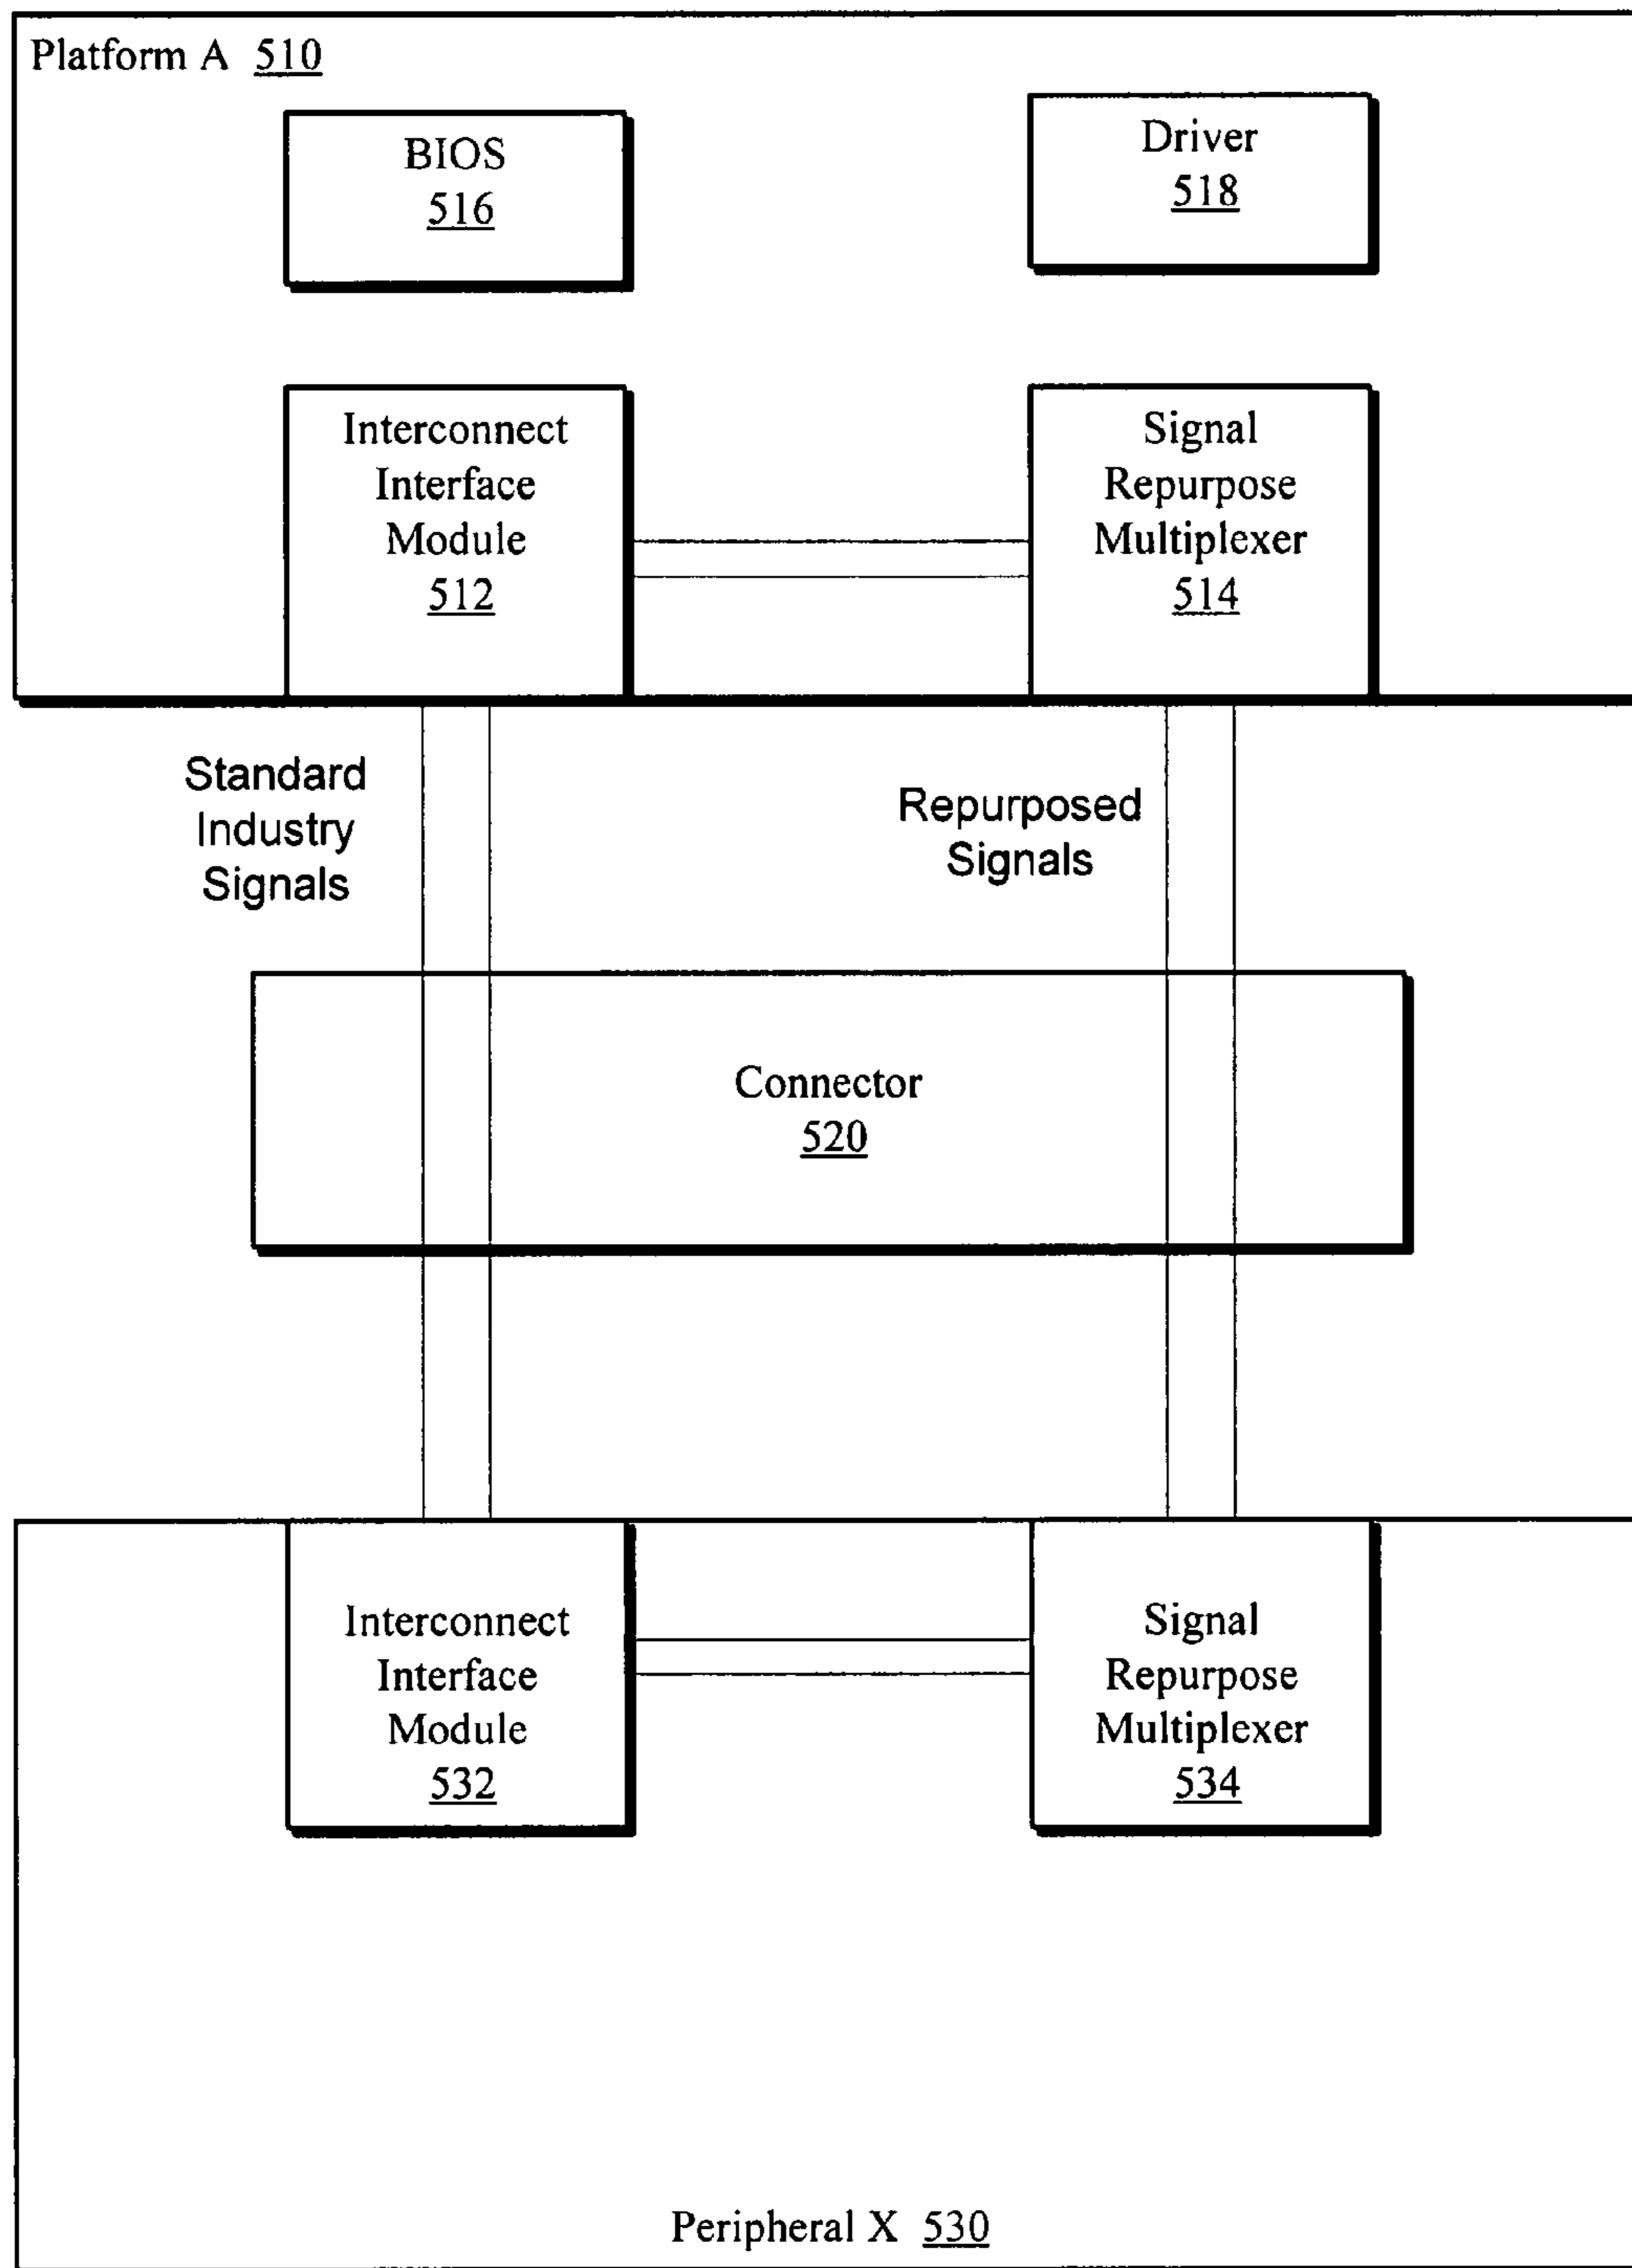 Platform A 510
BIOS
516
Driver
518
Interconnect
Interface
Module
512
Signal
Repurpose
Multiplexer
514
Standard
Industry
Signals
Repurposed
Signals
Connector
520
Interconnect
Interface
Module
532
Signal
Repurpose
Multiplexer
534
Peripheral X 530